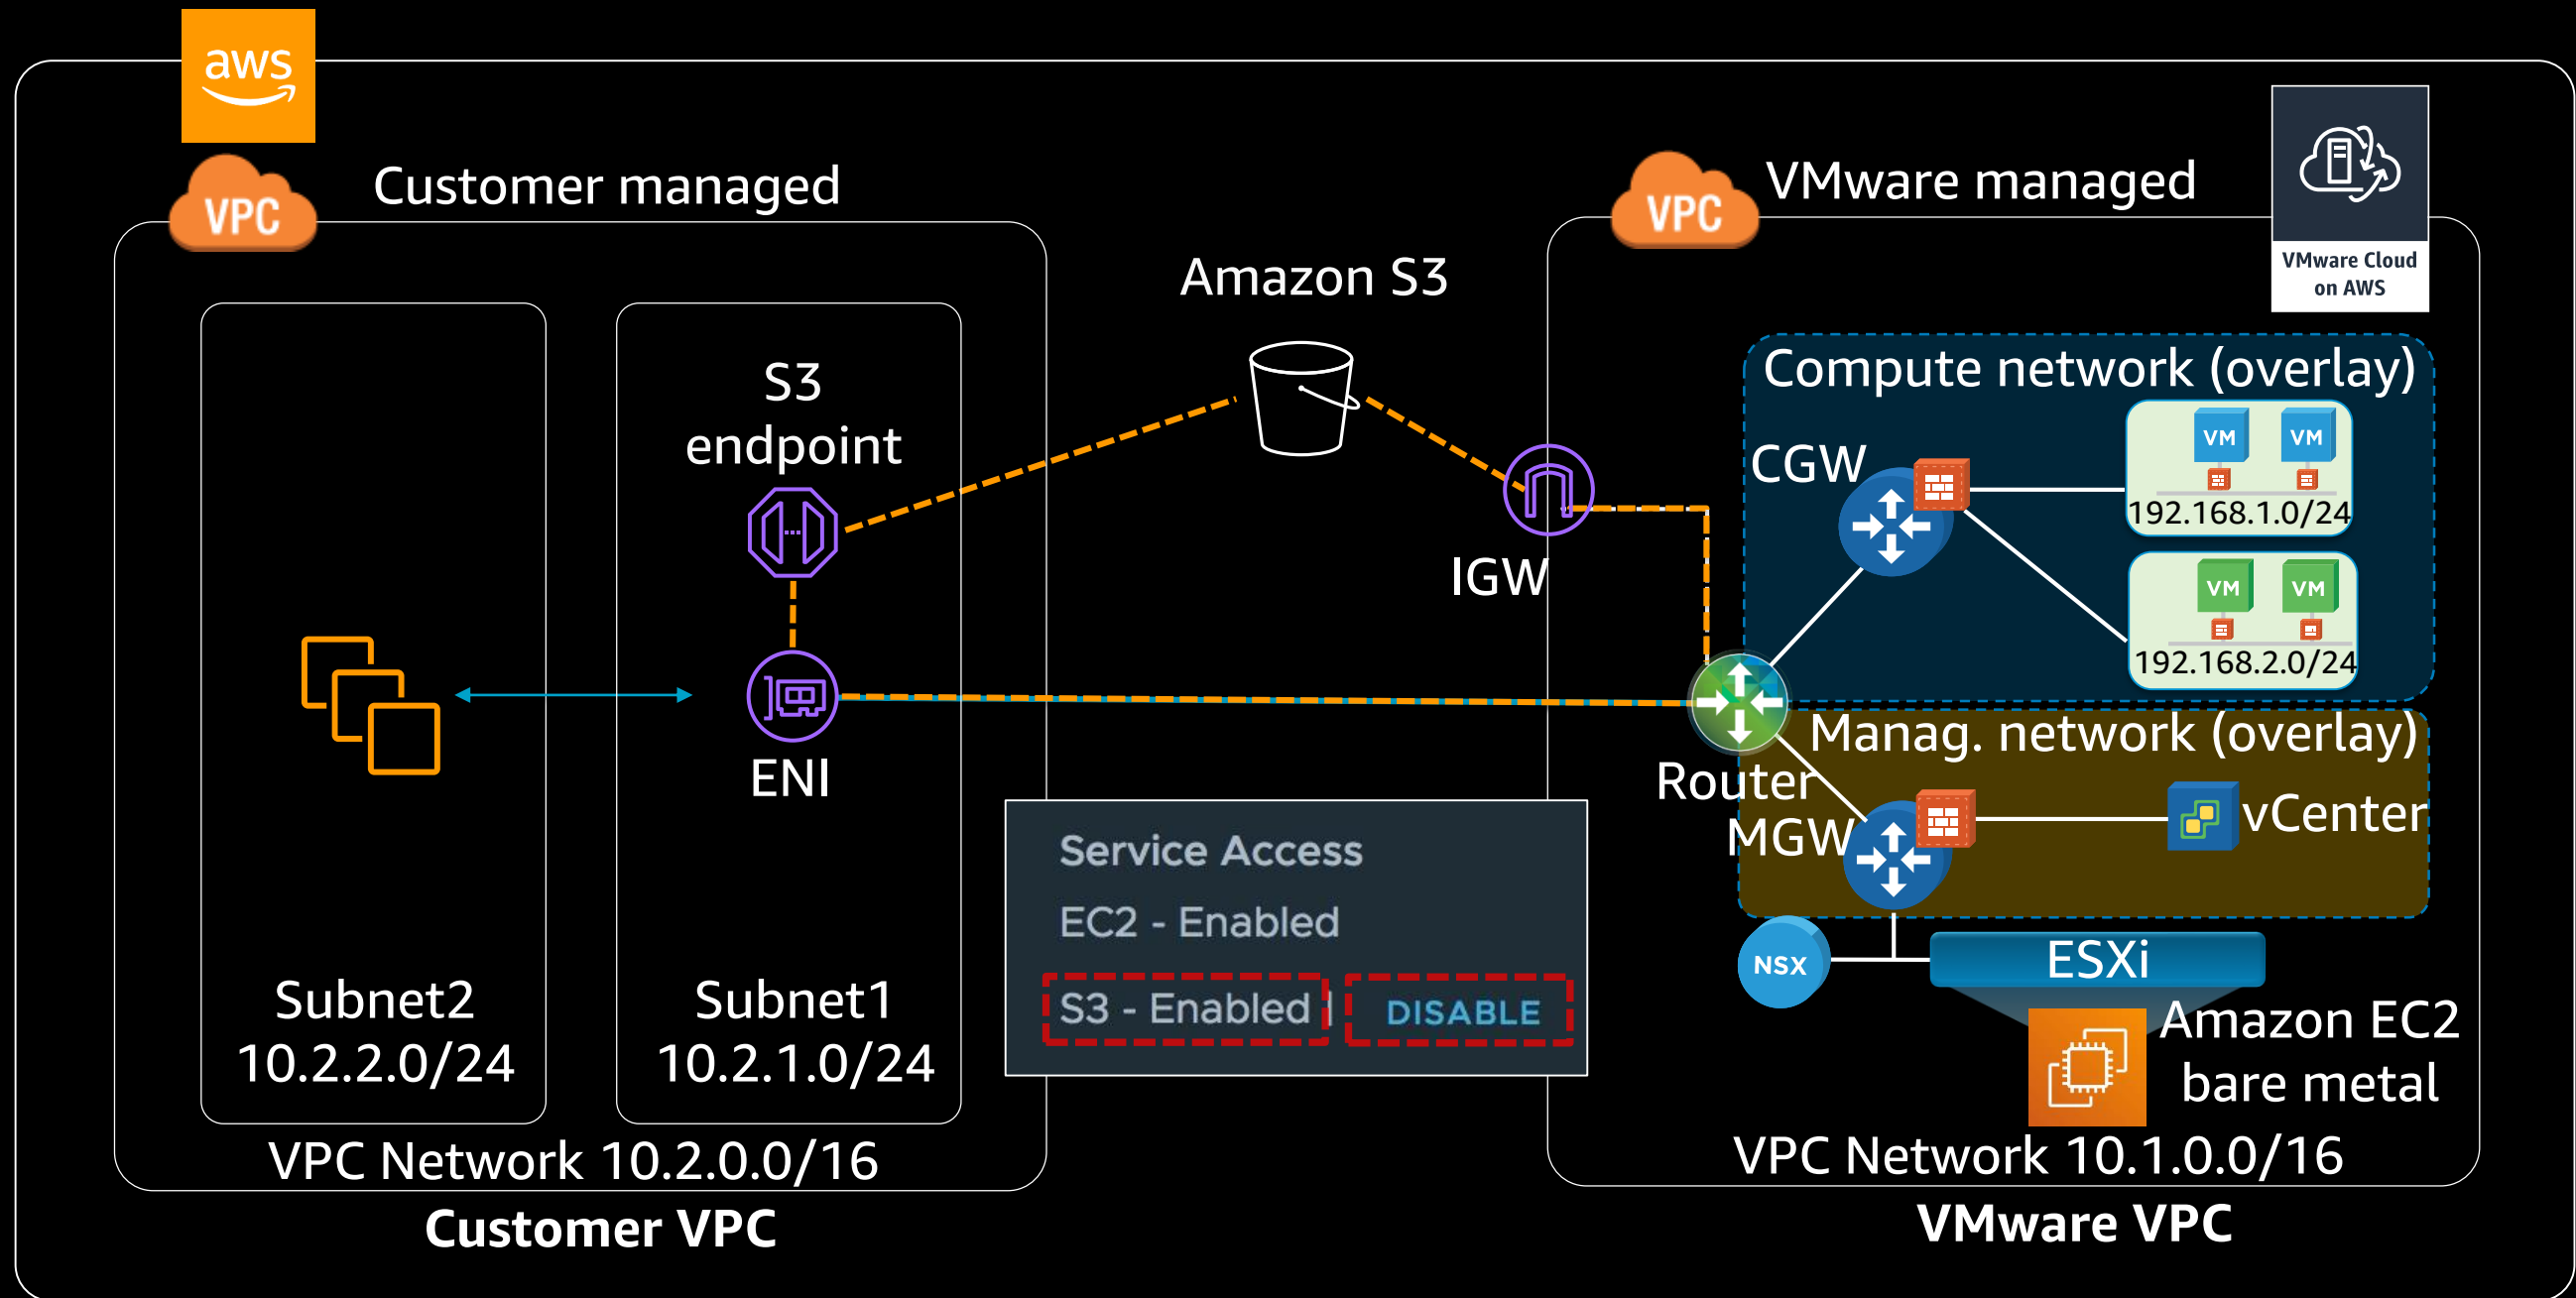 aws
VPC
Customer managed
VPC
VMware managed
VMware Cloud
on AWS
Amazon S3
S3
endpoint
ENI
Subnet2
10.2.2.0/24
Subnet1
10.2.1.0/24
VPC Network 10.2.0.0/16
Customer VPC
IGW
Compute network (overlay)
CGW
VM
VM
192.168.1.0/24
VM
VM
192.168.2.0/24
Manag. network (overlay)
Router
MGW
vCenter
NSX
ESXi
Amazon EC2
bare metal
VPC Network 10.1.0.0/16
VMware VPC
Service Access
EC2 - Enabled
S3 - Enabled | DISABLE